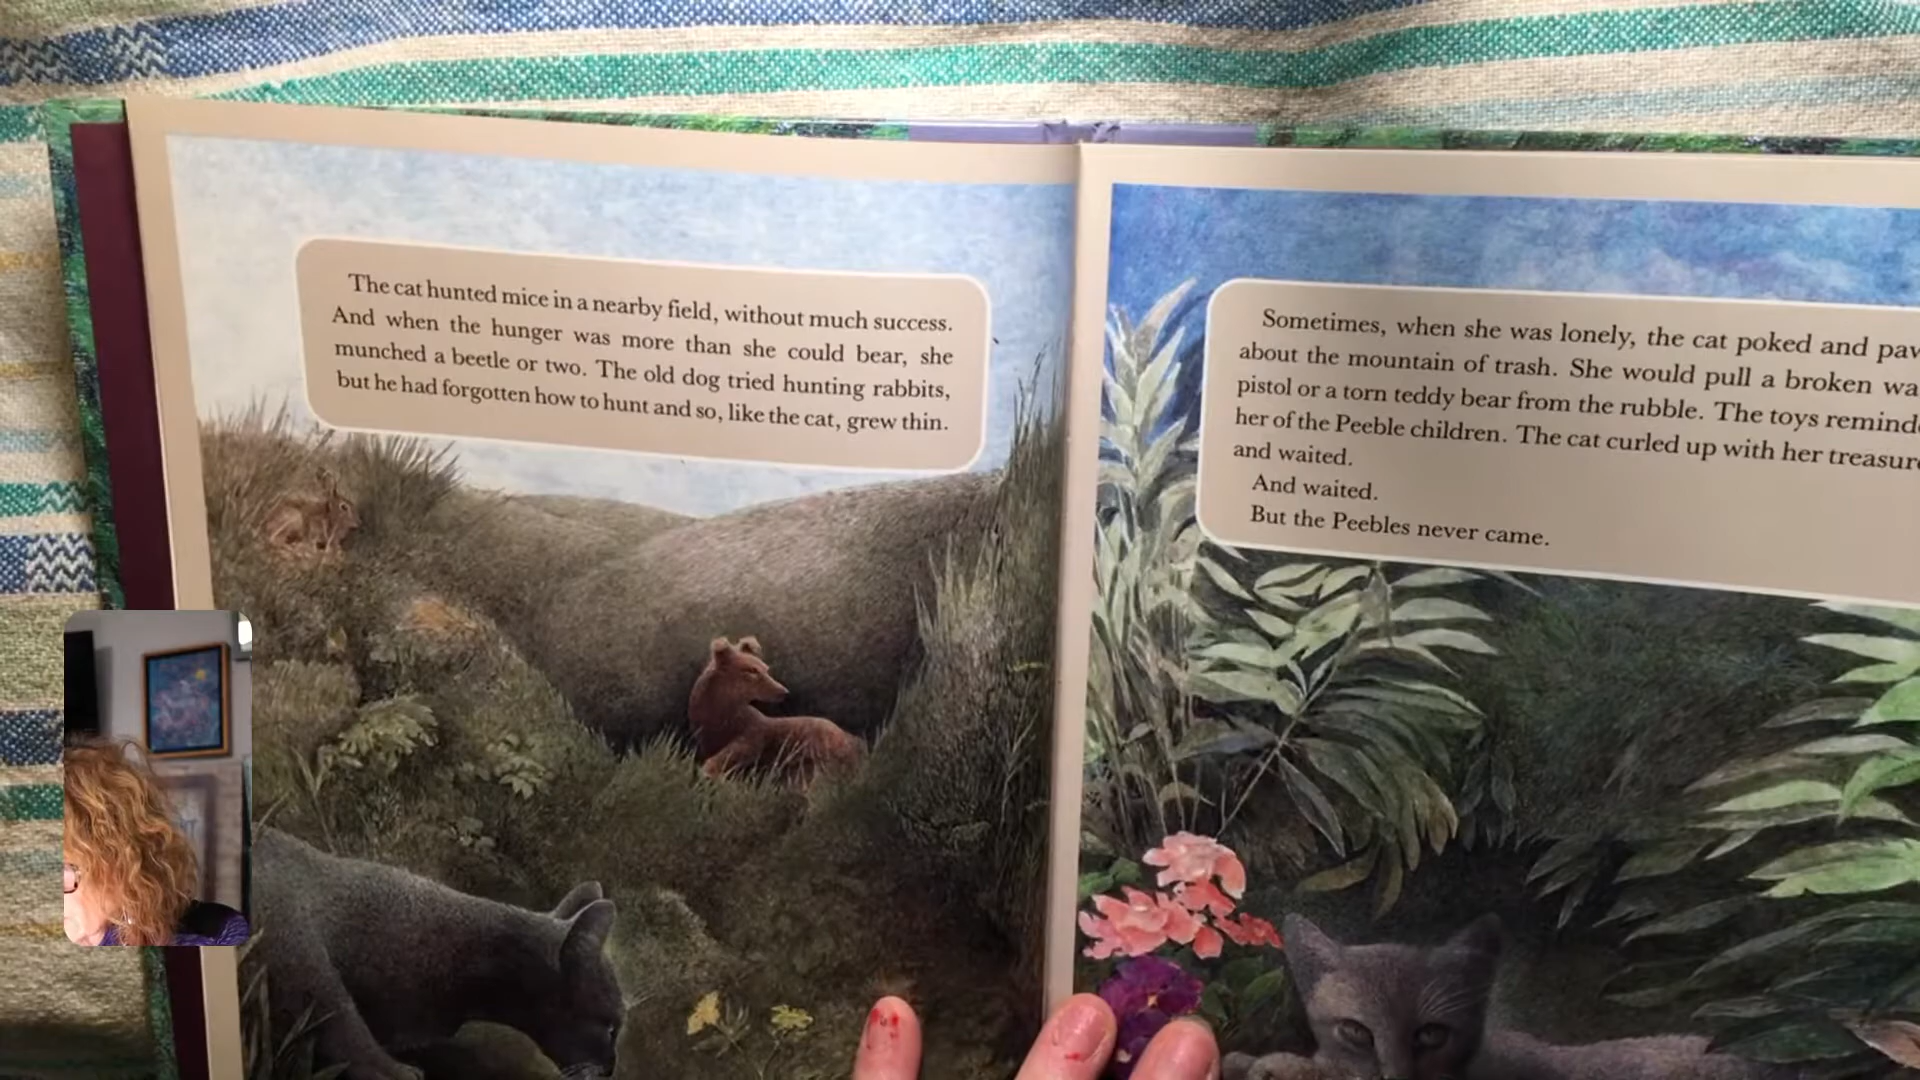 The cat hunted mice in a nearby field, without much success.
And when the hunger was more than she could bear, she
munched a beetle or two. The old dog tried hunting rabbits,
but he had forgotten how to hunt and so, like the cat, grew thin.
Sometimes, when she was lonely, the cat poked and
about the mountain of trash. She would pull a broken
pistol or a torn teddy bear from the rubble. The toys
her of the Peeble children. The cat curled up with her
and waited.
And waited.
But the Peebles never came.